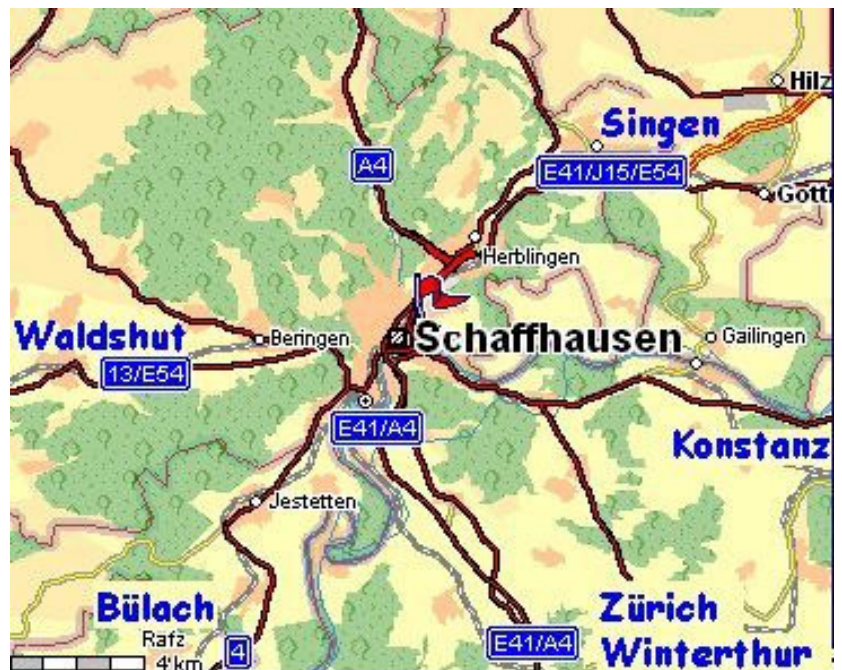 Hilz
Singen
A4
E41/J15/E54
Gott
Herblingen
Waldshut
Beringen
Schaffhausen
Gailingen
13/E54
E41/A4
Konstanz
Jestetten
Bülach
Zürich
Rafz
4
E41/A4
Winterthur
4 km